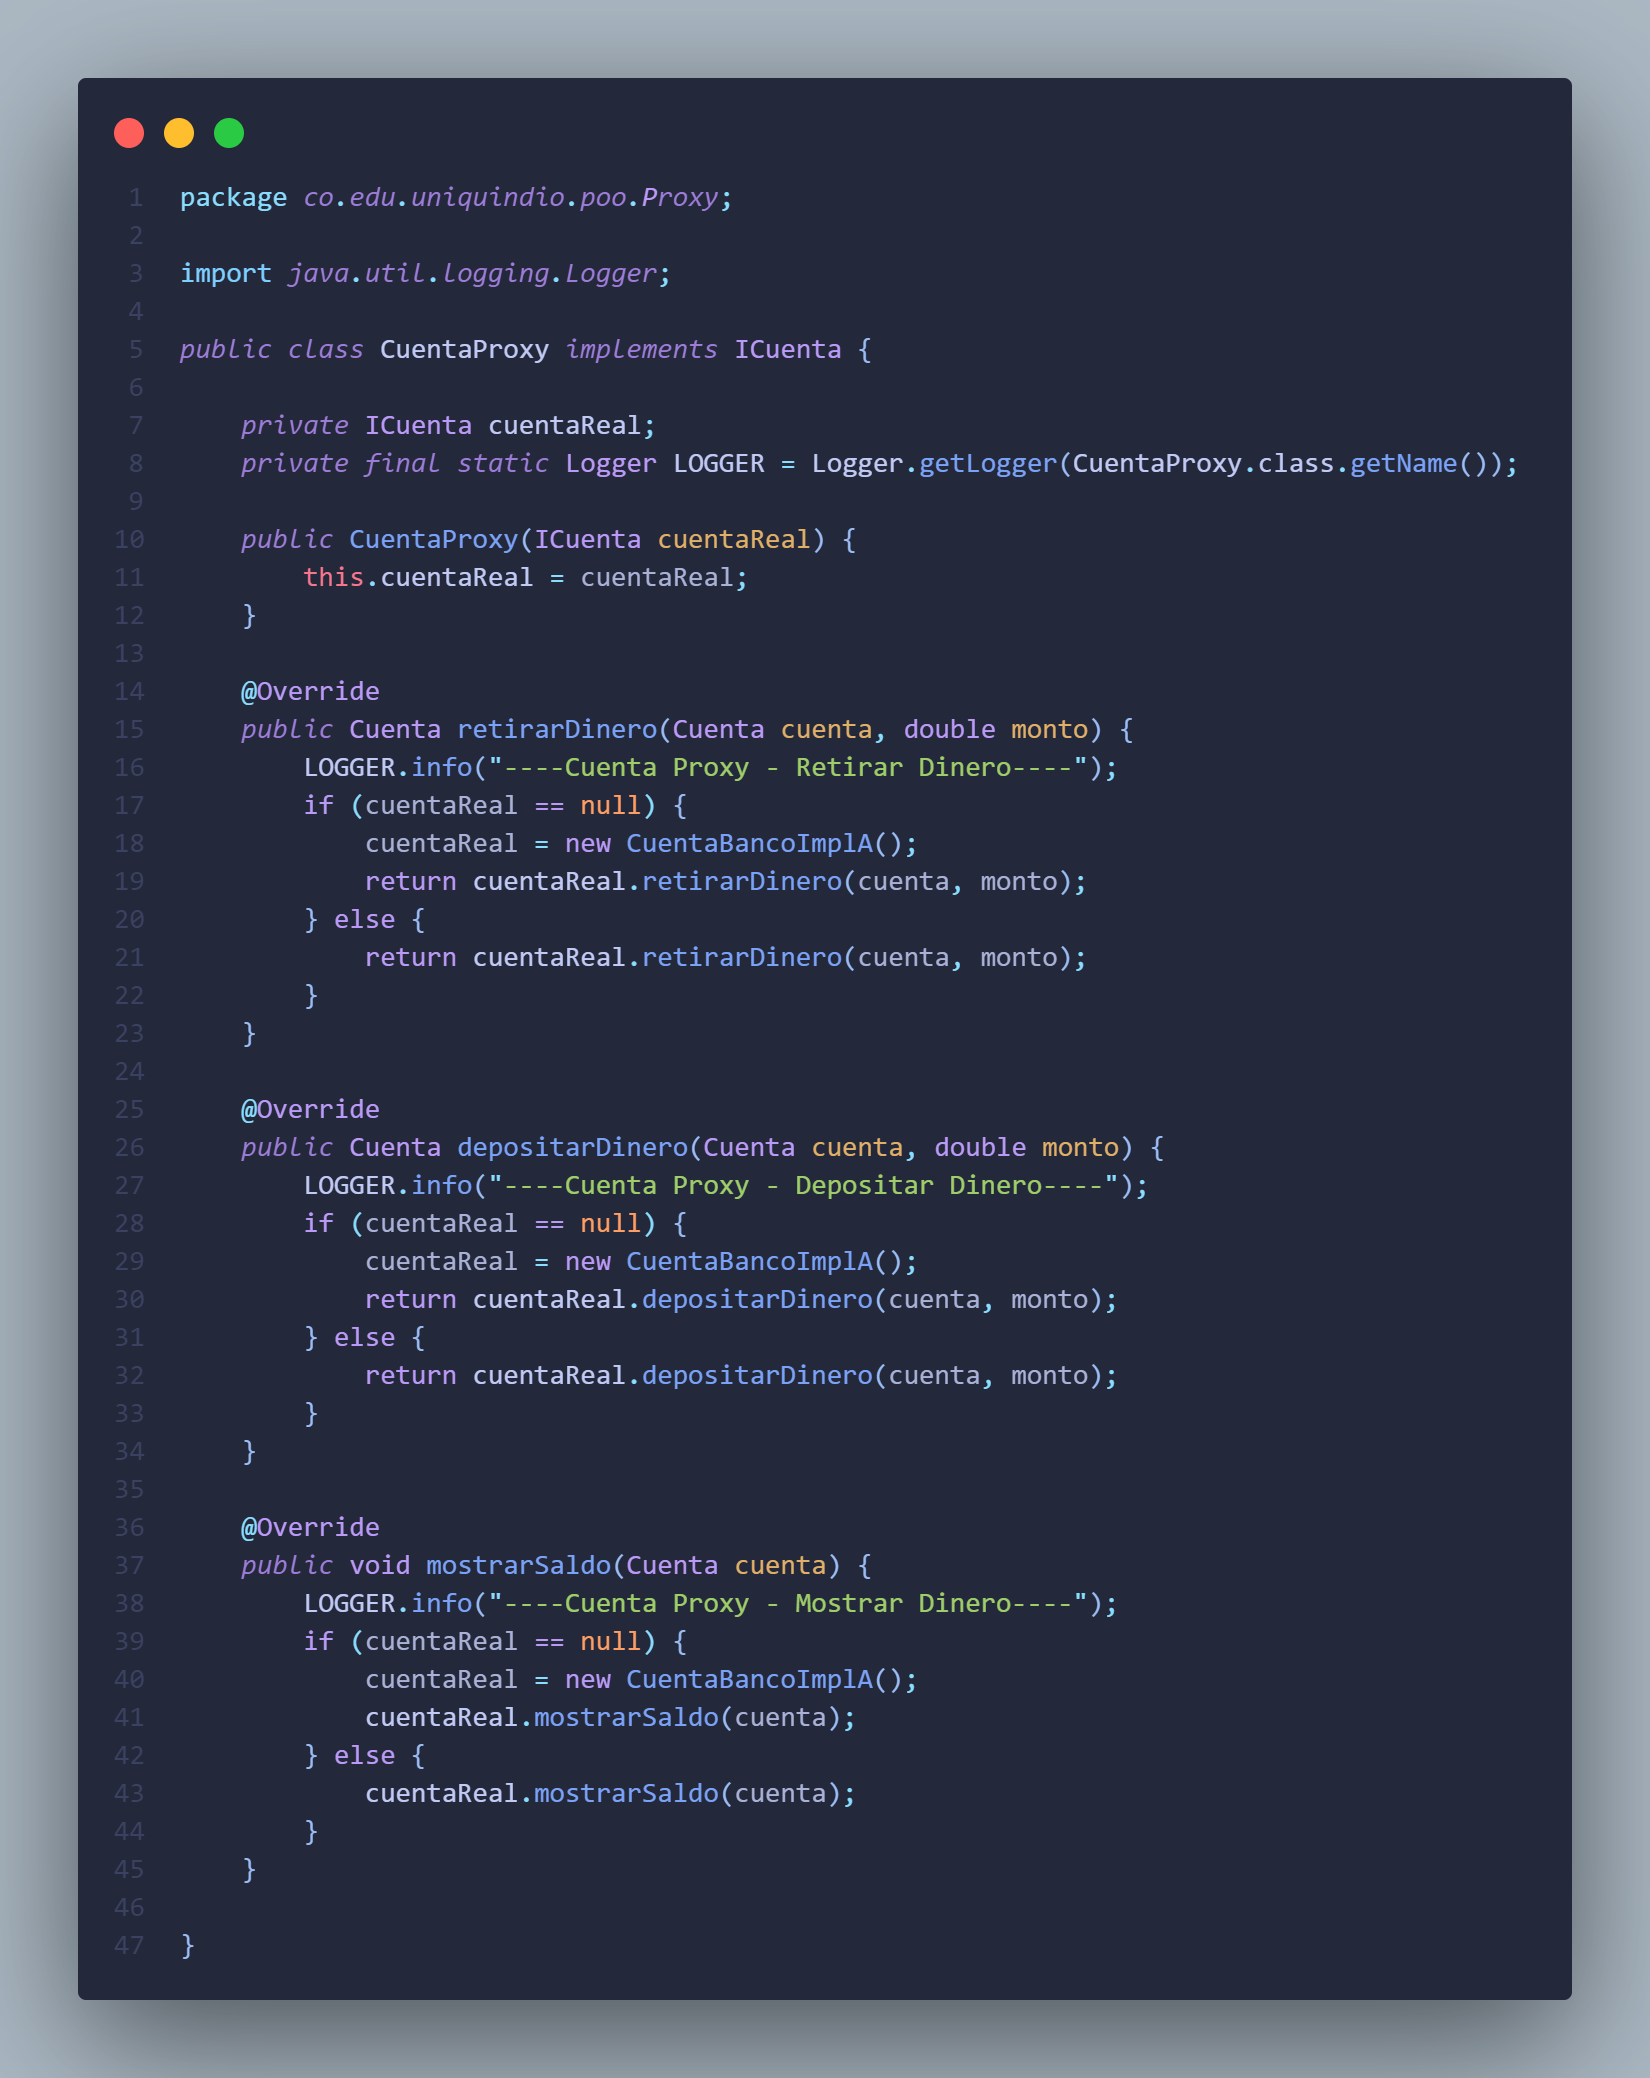 1 package co.edu.uniquindio.poo.Proxy;
2
3 import java.util.logging.Logger;
4
5 public class CuentaProxy implements ICuenta {
6
7     private ICuenta cuentaReal;
8     private final static Logger LOGGER = Logger.getLogger(CuentaProxy.class.getName());
9
10     public CuentaProxy(ICuenta cuentaReal) {
11         this.cuentaReal = cuentaReal;
12     }
13
14     @Override
15     public Cuenta retirarDinero(Cuenta cuenta, double monto) {
16         LOGGER.info("----Cuenta Proxy - Retirar Dinero----");
17         if (cuentaReal == null) {
18             cuentaReal = new CuentaBancoImplA();
19             return cuentaReal.retirarDinero(cuenta, monto);
20         } else {
21             return cuentaReal.retirarDinero(cuenta, monto);
22         }
23     }
24
25     @Override
26     public Cuenta depositarDinero(Cuenta cuenta, double monto) {
27         LOGGER.info("----Cuenta Proxy - Depositar Dinero----");
28         if (cuentaReal == null) {
29             cuentaReal = new CuentaBancoImplA();
30             return cuentaReal.depositarDinero(cuenta, monto);
31         } else {
32             return cuentaReal.depositarDinero(cuenta, monto);
33         }
34     }
35
36     @Override
37     public void mostrarSaldo(Cuenta cuenta) {
38         LOGGER.info("----Cuenta Proxy - Mostrar Dinero----");
39         if (cuentaReal == null) {
40             cuentaReal = new CuentaBancoImplA();
41             cuentaReal.mostrarSaldo(cuenta);
42         } else {
43             cuentaReal.mostrarSaldo(cuenta);
44         }
45     }
46
47 }